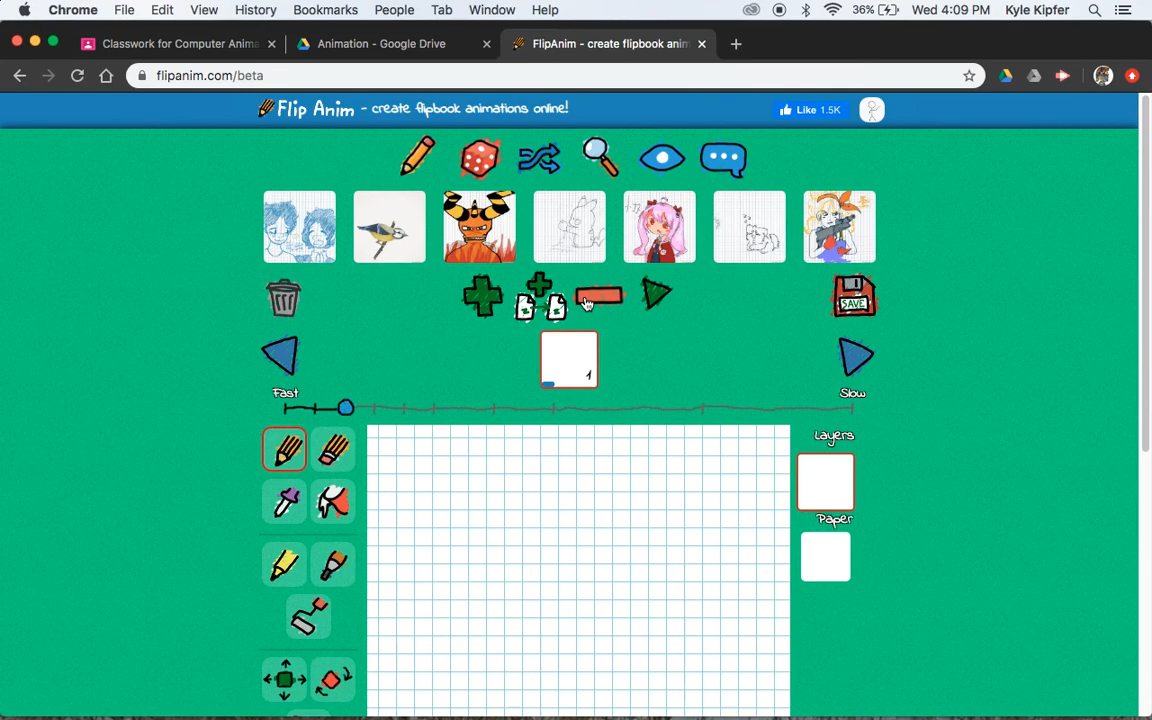 Chrome File Edit View History Bookmarks People Tab Window Help 36% Wed 4:09 PM Kyle Kipfer
Classwork for Computer Anima Animation - Google Drive FlipAnim - create flipbook anim
flipanim.com/beta
Flip Anim - create flipbook animations online! Like 1.5K
SAVE
1
Fast Slow
Layers
Paper